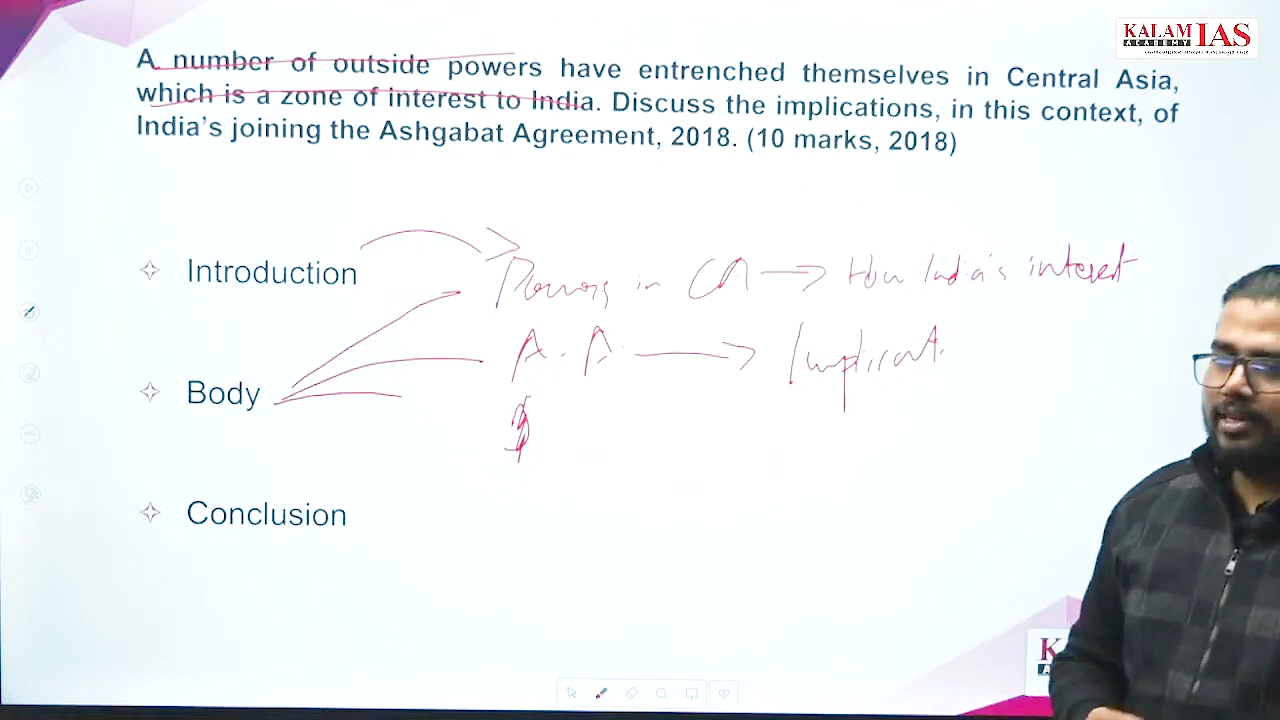 KALAM IAS
ACADEMY
A number of outside powers have entrenched themselves in Central Asia,
which is a zone of interest to India. Discuss the implications, in this context, of
India's joining the Ashgabat Agreement, 2018. (10 marks, 2018)
Introduction
Powers in CA → How India's interest
A. A. → Implicat.
Body
Conclusion
K